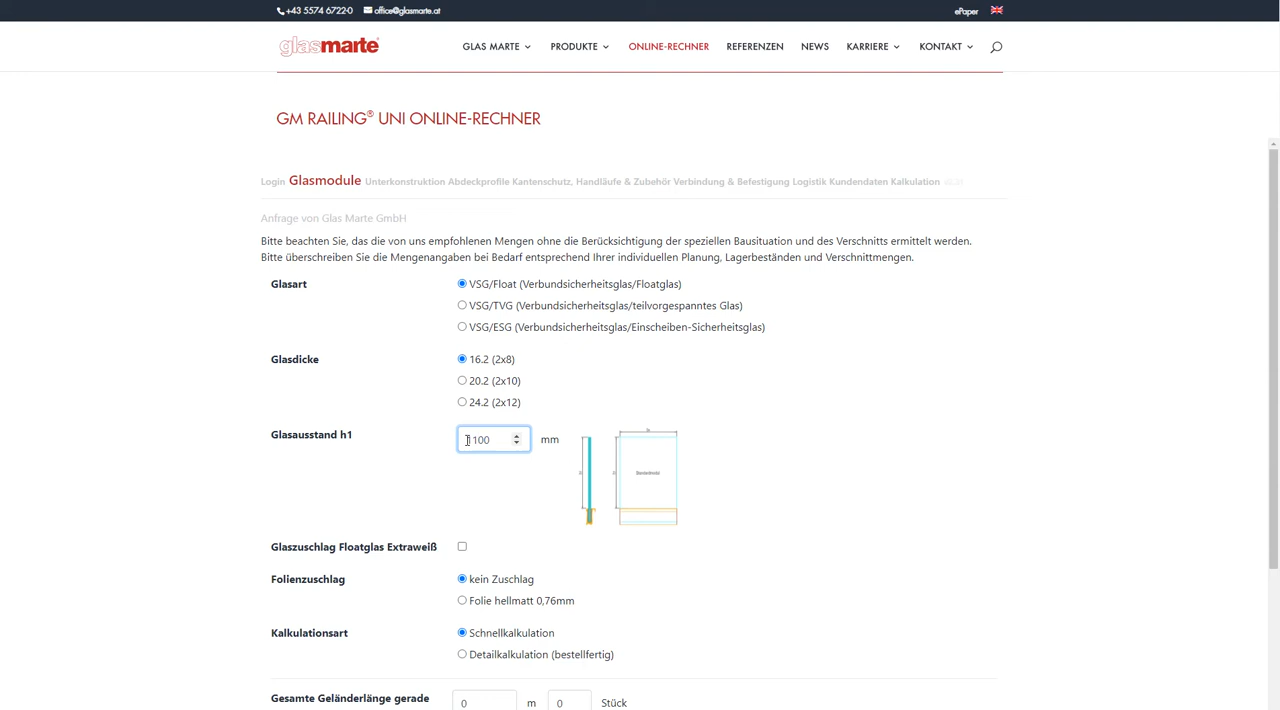 +43 5574 6722-0 office@glasmarte.at ePaper
glasmarte GLAS MARTE PRODUKTE ONLINE-RECHNER REFERENZEN NEWS KARRIERE KONTAKT
GM RAILING® UNI ONLINE-RECHNER
Login Glasmodule Unterkonstruktion Abdeckprofile Kantenschutz, Handläufe & Zubehör Verbindung & Befestigung Logistik Kundendaten Kalkulation
Anfrage von Glas Marte GmbH
Bitte beachten Sie, das die von uns empfohlenen Mengen ohne die Berücksichtigung der speziellen Bausituation und des Verschnitts ermittelt werden.
Bitte überschreiben Sie die Mengenangaben bei Bedarf entsprechend Ihrer individuellen Planung, Lagerbeständen und Verschnittmengen.
Glasart VSG/Float (Verbundsicherheitsglas/Floatglas)
VSG/TVG (Verbundsicherheitsglas/teilvorgespanntes Glas)
VSG/ESG (Verbundsicherheitsglas/Einscheiben-Sicherheitsglas)
Glasdicke 16.2 (2x8)
20.2 (2x10)
24.2 (2x12)
Glasausstand h1 1100 mm
Glaszuschlag Floatglas Extraweiß
Folienzuschlag kein Zuschlag
Folie hellmatt 0,76mm
Kalkulationsart Schnellkalkulation
Detailkalkulation (bestellfertig)
Gesamte Geländerlänge gerade 0 m 0 Stück